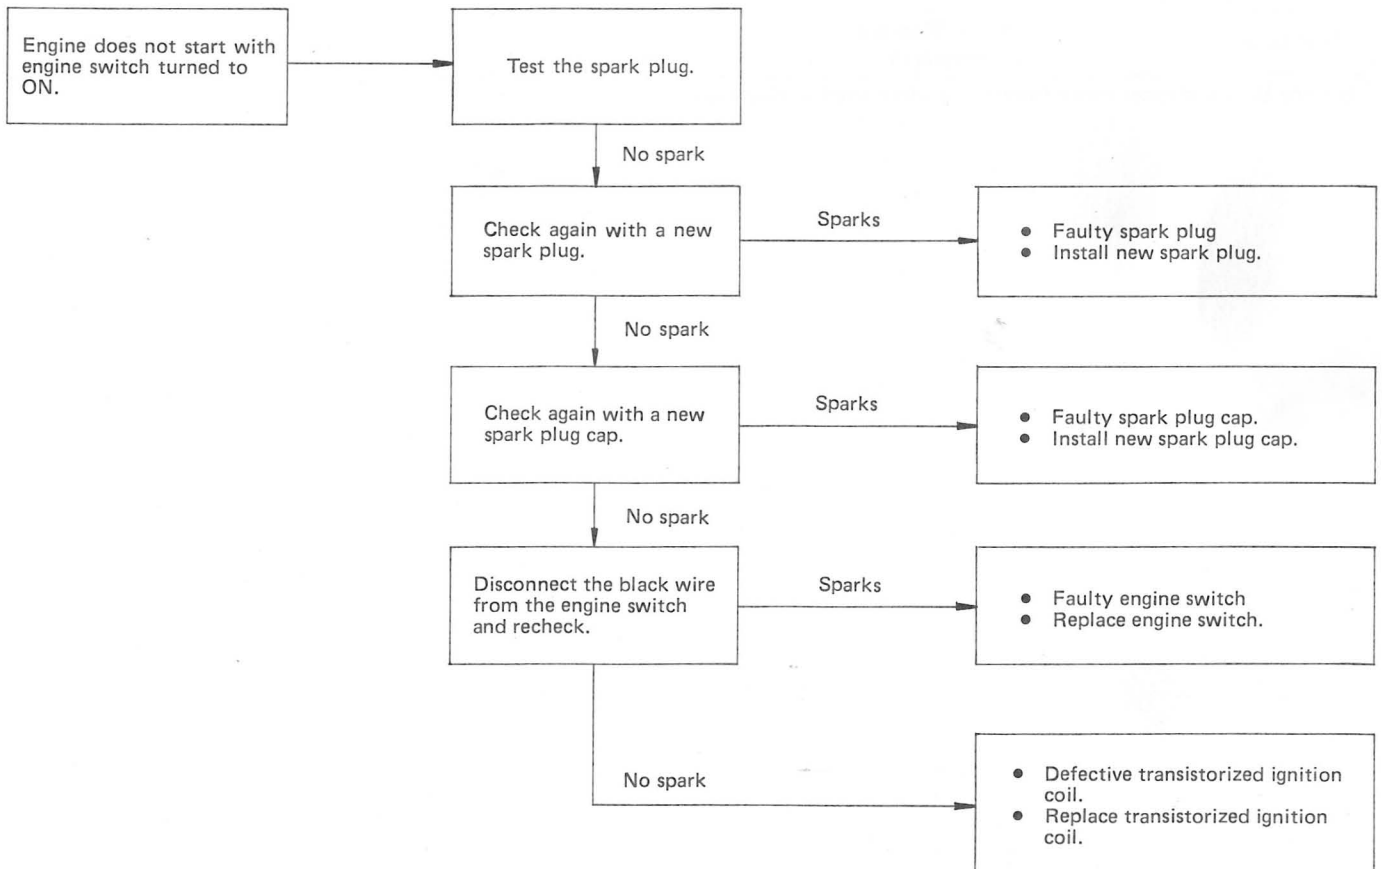 Engine does not start with
engine switch turned to
ON.
Test the spark plug.
No spark
Check again with a new
spark plug.
Sparks
● Faulty spark plug
● Install new spark plug.
No spark
Check again with a new
spark plug cap.
Sparks
● Faulty spark plug cap.
● Install new spark plug cap.
No spark
Disconnect the black wire
from the engine switch
and recheck.
Sparks
● Faulty engine switch
● Replace engine switch.
No spark
● Defective transistorized ignition
coil.
● Replace transistorized ignition
coil.